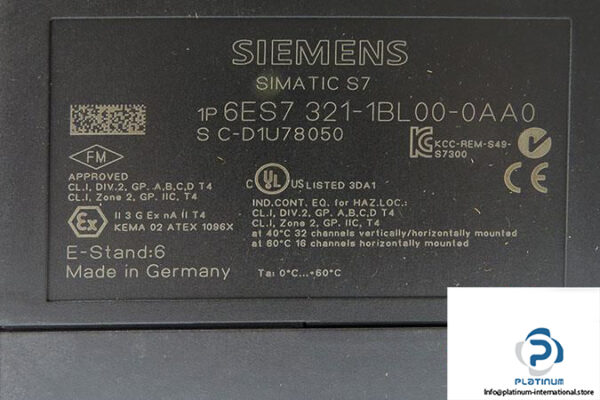 SIEMENS
SIMATIC S7
1P 6ES7 321-1BL00-0AA0
S C-D1U78050
KCC-REM-S49-
S7300
FM
APPROVED
CL.I, DIV.2, GP. A,B,C,D T4
CL.I, Zone 2, GP. IIC, T4
Ex
II 3 G Ex nA II T4
KEMA 02 ATEX 1096X
E-Stand:6
Made in Germany
C UL US LISTED 3DA1
IND.CONT. EQ. for HAZ.LOC.:
CL.I, DIV.2, GP. A,B,C,D T4
CL.I, Zone 2, GP. IIC, T4
at 40°C 32 channels vertically/horizontally mounted
at 60°C 16 channels horizontally mounted
Ta: 0°C...+60°C
CE
PLATINUM
Info@platinum-international.store